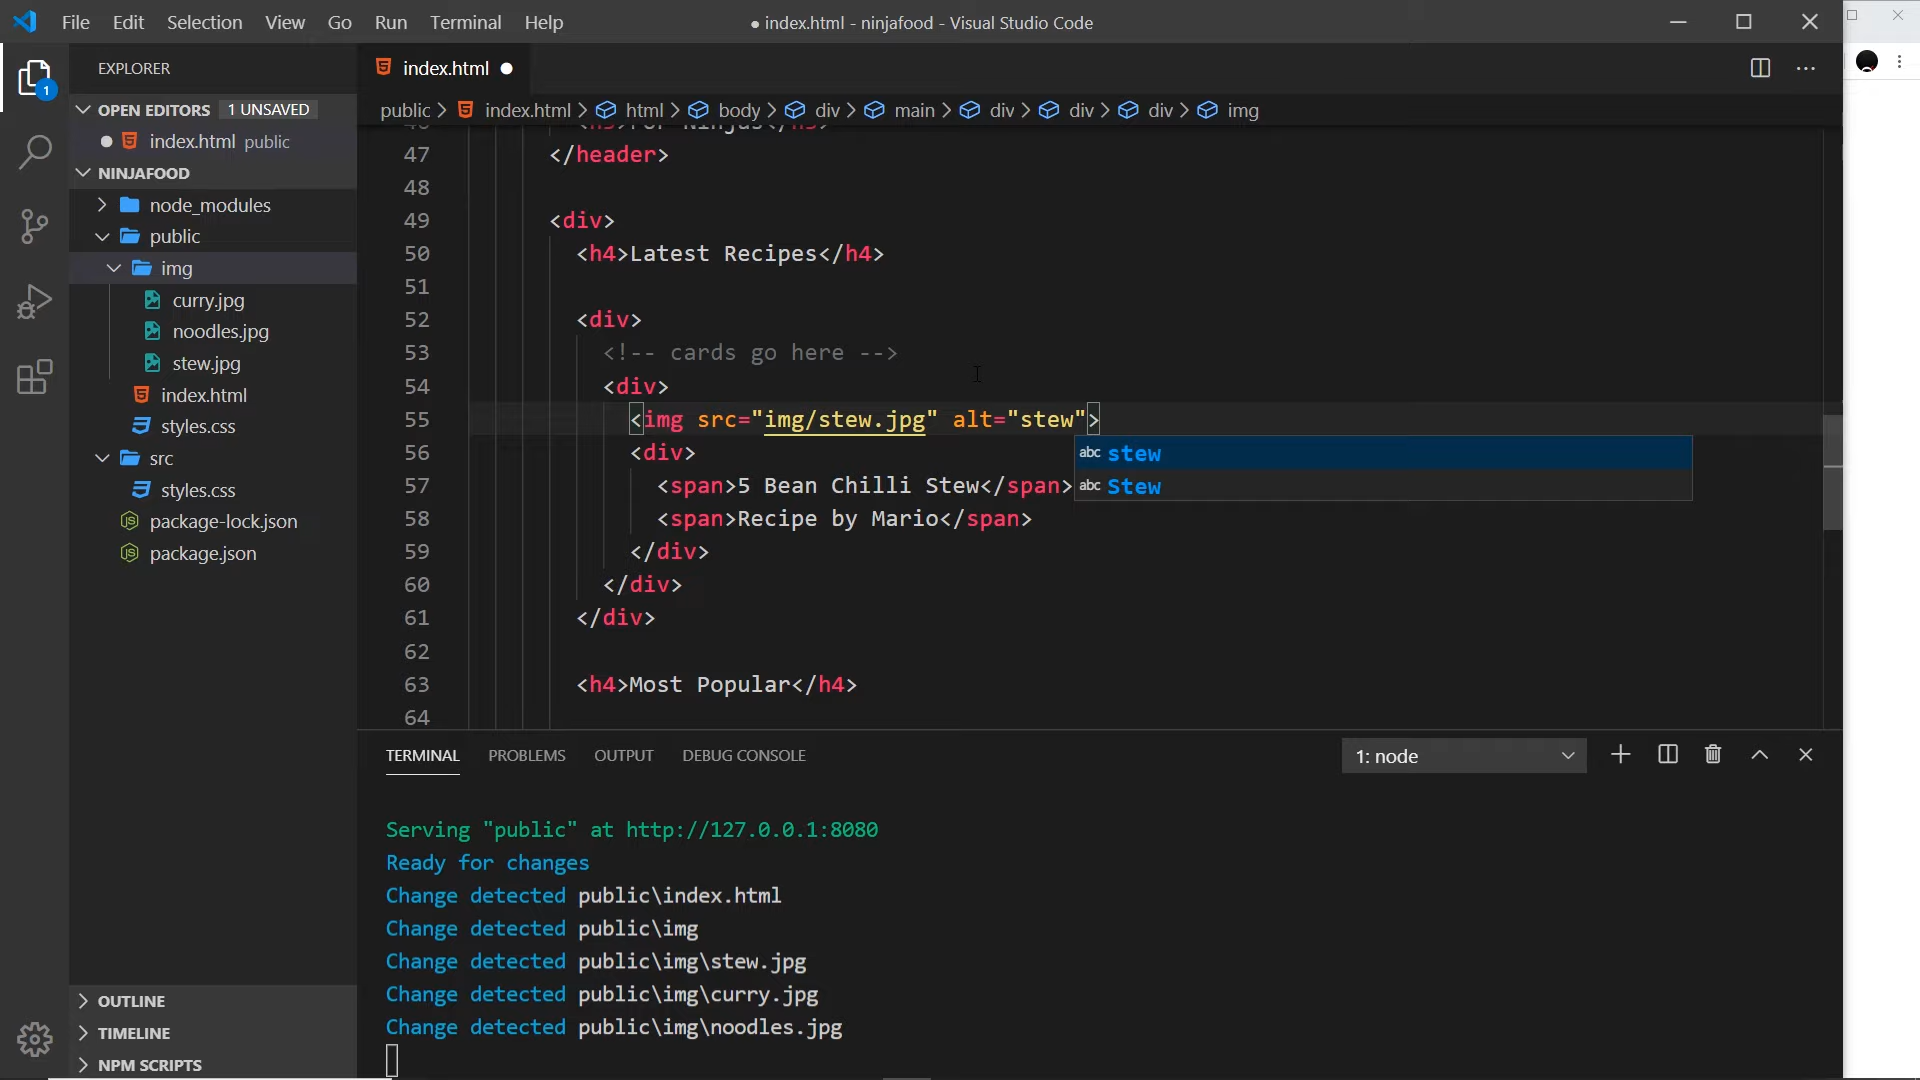 File Edit Selection View Go Run Terminal Help
● index.html - ninjafood - Visual Studio Code
EXPLORER
OPEN EDITORS 1 UNSAVED
index.html public
NINJAFOOD
node_modules
public
img
curry.jpg
noodles.jpg
stew.jpg
index.html
styles.css
src
styles.css
package-lock.json
package.json
OUTLINE
TIMELINE
NPM SCRIPTS
1
index.html ●
public > index.html > html > body > div > main > div > div > div > img
47 </header>
48
49 <div>
50 <h4>Latest Recipes</h4>
51
52 <div>
53 <!-- cards go here -->
54 <div>
55 <img src="img/stew.jpg" alt="stew">
56 <div>
abc stew
57 <span>5 Bean Chilli Stew</span>
abc Stew
58 <span>Recipe by Mario</span>
59 </div>
60 </div>
61 </div>
62
63 <h4>Most Popular</h4>
64
TERMINAL PROBLEMS OUTPUT DEBUG CONSOLE
1: node
Serving "public" at http://127.0.0.1:8080
Ready for changes
Change detected public\index.html
Change detected public\img
Change detected public\img\stew.jpg
Change detected public\img\curry.jpg
Change detected public\img\noodles.jpg